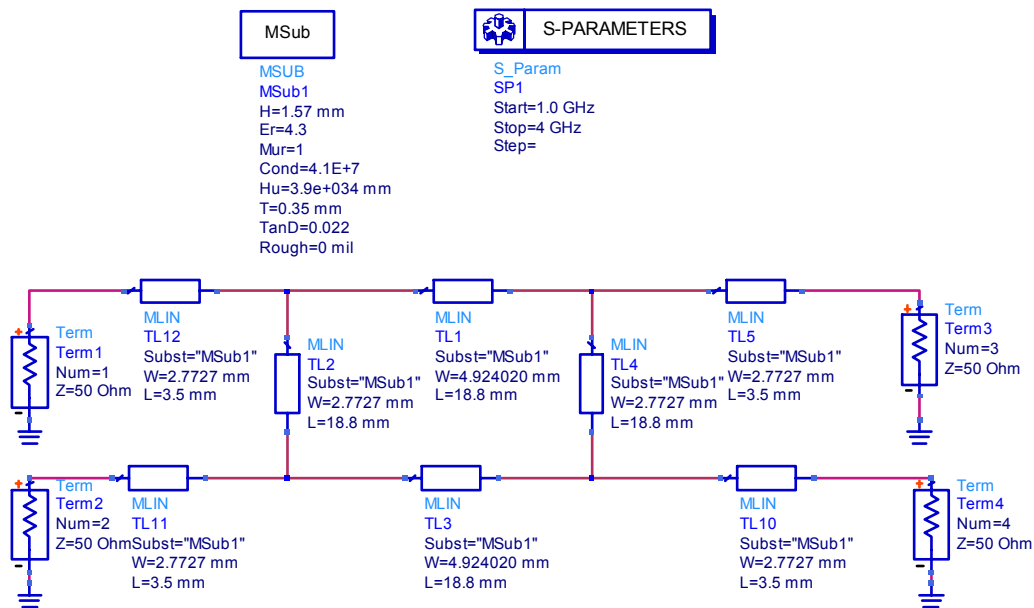 MSub
MSUB
MSub1
H=1.57 mm
Er=4.3
Mur=1
Cond=4.1E+7
Hu=3.9e+034 mm
T=0.35 mm
TanD=0.022
Rough=0 mil
S-PARAMETERS
S_Param
SP1
Start=1.0 GHz
Stop=4 GHz
Step=
Term
Term1
Num=1
Z=50 Ohm
MLIN
TL12
Subst="MSub1"
W=2.7727 mm
L=3.5 mm
MLIN
TL2
Subst="MSub1"
W=2.7727 mm
L=18.8 mm
MLIN
TL1
Subst="MSub1"
W=4.924020 mm
L=18.8 mm
MLIN
TL4
Subst="MSub1"
W=2.7727 mm
L=18.8 mm
MLIN
TL5
Subst="MSub1"
W=2.7727 mm
L=3.5 mm
Term
Term3
Num=3
Z=50 Ohm
Term
Term2
Num=2
Z=50 Ohm
MLIN
TL11
Subst="MSub1"
W=2.7727 mm
L=3.5 mm
MLIN
TL3
Subst="MSub1"
W=4.924020 mm
L=18.8 mm
MLIN
TL10
Subst="MSub1"
W=2.7727 mm
L=3.5 mm
Term
Term4
Num=4
Z=50 Ohm